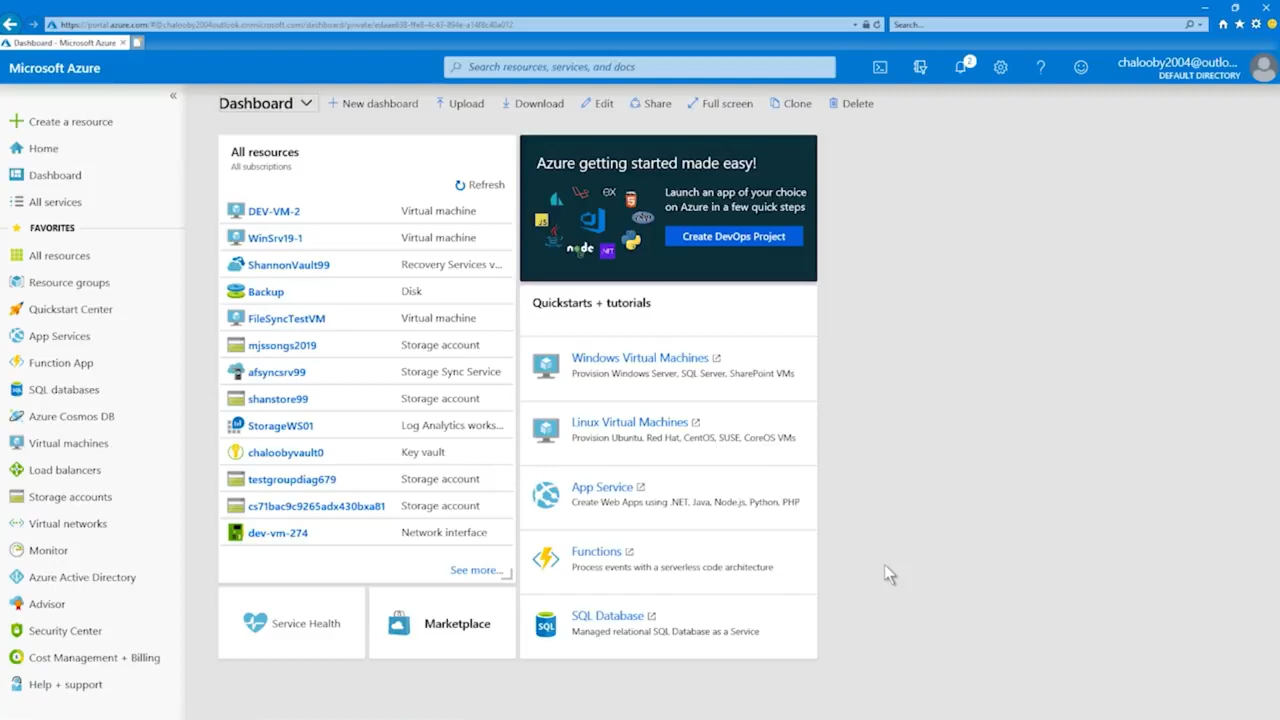 Search...
Dashboard - Microsoft Azure
Microsoft Azure
Search resources, services, and docs
2
chalooby2004@outlo...
DEFAULT DIRECTORY
«
Dashboard
New dashboard
Upload
Download
Edit
Share
Full screen
Clone
Delete
Create a resource
Home
Dashboard
All services
FAVORITES
All resources
Resource groups
Quickstart Center
App Services
Function App
SQL databases
Azure Cosmos DB
Virtual machines
Load balancers
Storage accounts
Virtual networks
Monitor
Azure Active Directory
Advisor
Security Center
Cost Management + Billing
Help + support
All resources
All subscriptions
Refresh
DEV-VM-2 Virtual machine
WinSrv19-1 Virtual machine
ShannonVault99 Recovery Services v...
Backup Disk
FileSyncTestVM Virtual machine
mjssongs2019 Storage account
afsyncsrv99 Storage Sync Service
shanstore99 Storage account
StorageWS01 Log Analytics works...
chaloobyvault0 Key vault
testgroupdiag679 Storage account
cs71bac9c9265adx430bxa81 Storage account
dev-vm-274 Network interface
See more...
Service Health
Marketplace
Azure getting started made easy!
Launch an app of your choice
on Azure in a few quick steps
Create DevOps Project
EX
JS
node
Quickstarts + tutorials
Windows Virtual Machines
Provision Windows Server, SQL Server, SharePoint VMs
Linux Virtual Machines
Provision Ubuntu, Red Hat, CentOS, SUSE, CoreOS VMs
App Service
Create Web Apps using .NET, Java, Node.js, Python, PHP
Functions
Process events with a serverless code architecture
SQL
SQL Database
Managed relational SQL Database as a Service